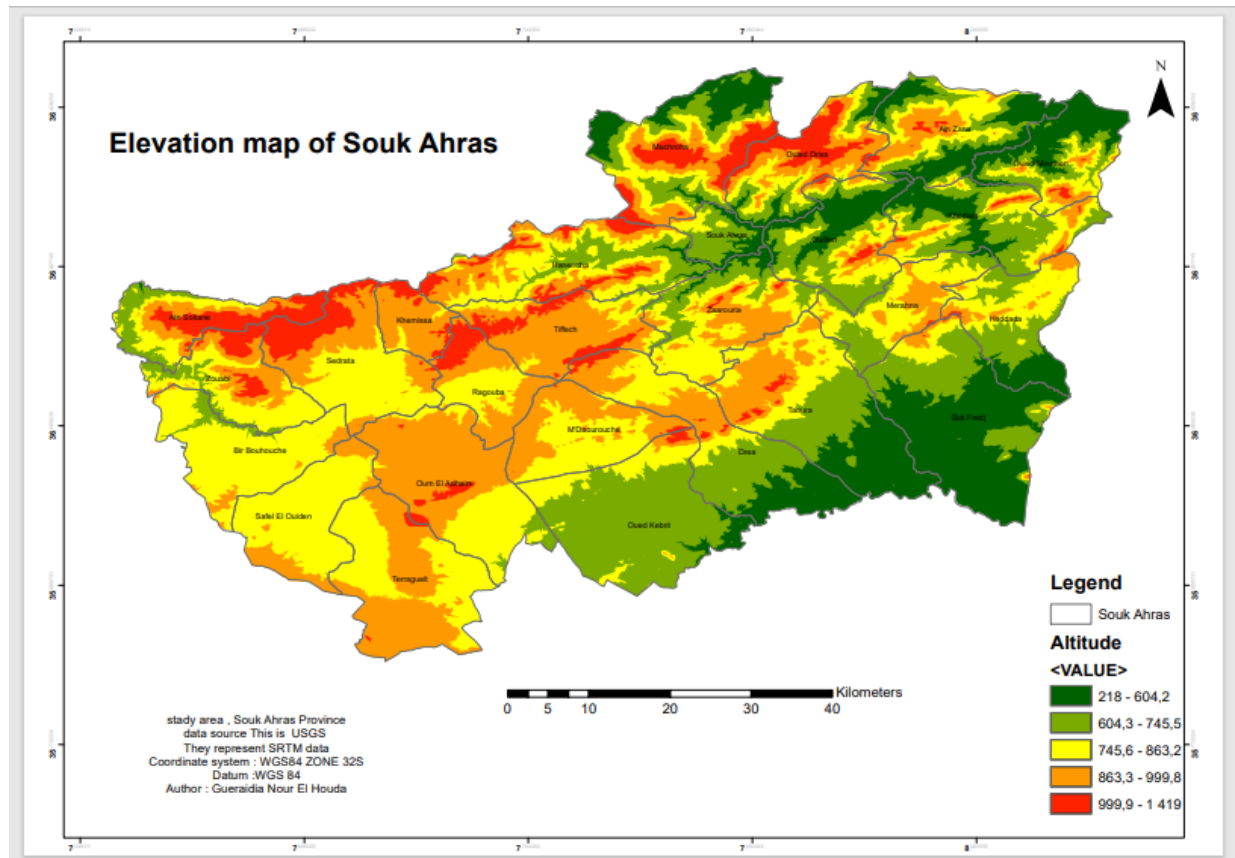 Elevation map of Souk Ahras
N
Mechroha
Ouled Driss
Ain Zana
Souk Ahras
Hanencha
Ain Soltane
Khemissa
Tiffech
Zaarouria
Merahna
Haddada
Sedrata
Zouabi
Ragouba
M'Daourouche
Taoura
Sidi Fredj
Drea
Bir Bouhouche
Oum El Adhaim
Safel El Ouiden
Oued Kebrit
Terraguelt
Legend
Souk Ahras
Altitude
<VALUE>
218 - 604,2
604,3 - 745,5
745,6 - 863,2
863,3 - 999,8
999,9 - 1 419
Kilometers
0 5 10 20 30 40
stady area , Souk Ahras Province
data source This is USGS
They represent SRTM data
Coordinate system : WGS84 ZONE 32S
Datum :WGS 84
Author : Gueraidia Nour El Houda